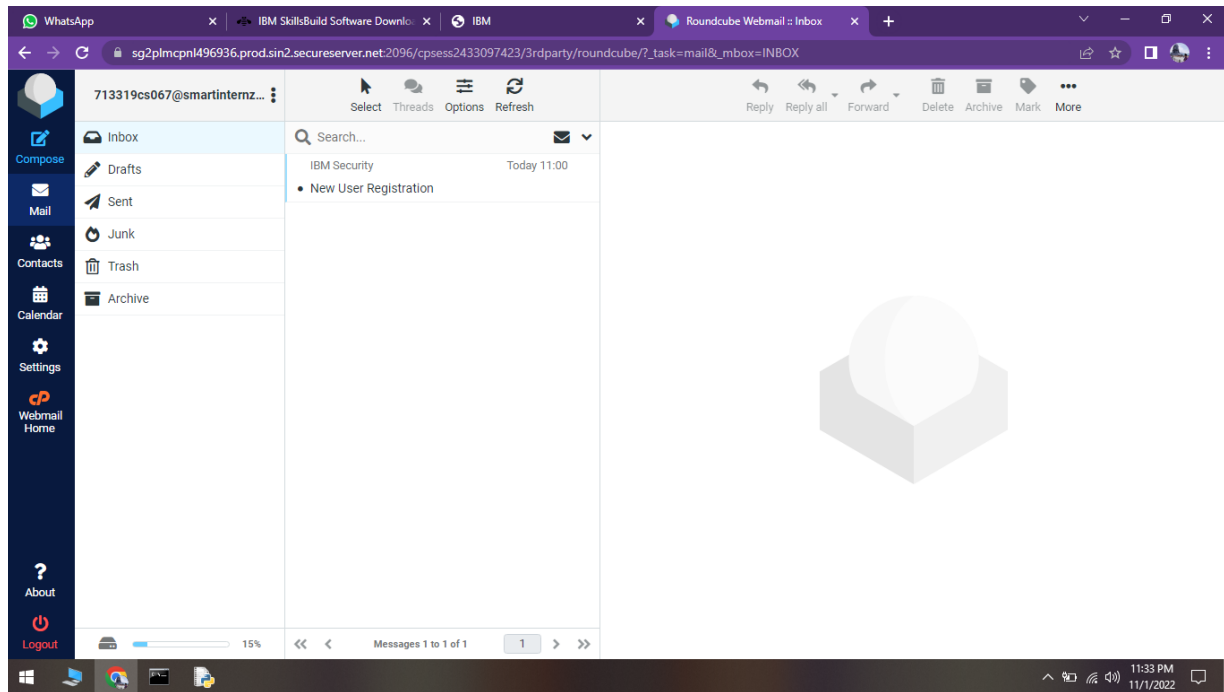 WhatsApp
IBM SkillsBuild Software Downloa
IBM
Roundcube Webmail :: Inbox
sg2plmcpnl496936.prod.sin2.secureserver.net:2096/cpsess2433097423/3rdparty/roundcube/?_task=mail&_mbox=INBOX
713319cs067@smartinternz...
Select Threads Options Refresh
Reply Reply all Forward Delete Archive Mark More
Compose
Mail
Contacts
Calendar
Settings
cP
Webmail
Home
?
About
Logout
Inbox
Drafts
Sent
Junk
Trash
Archive
15%
Search...
IBM Security Today 11:00
• New User Registration
Messages 1 to 1 of 1
1
11:33 PM
11/1/2022